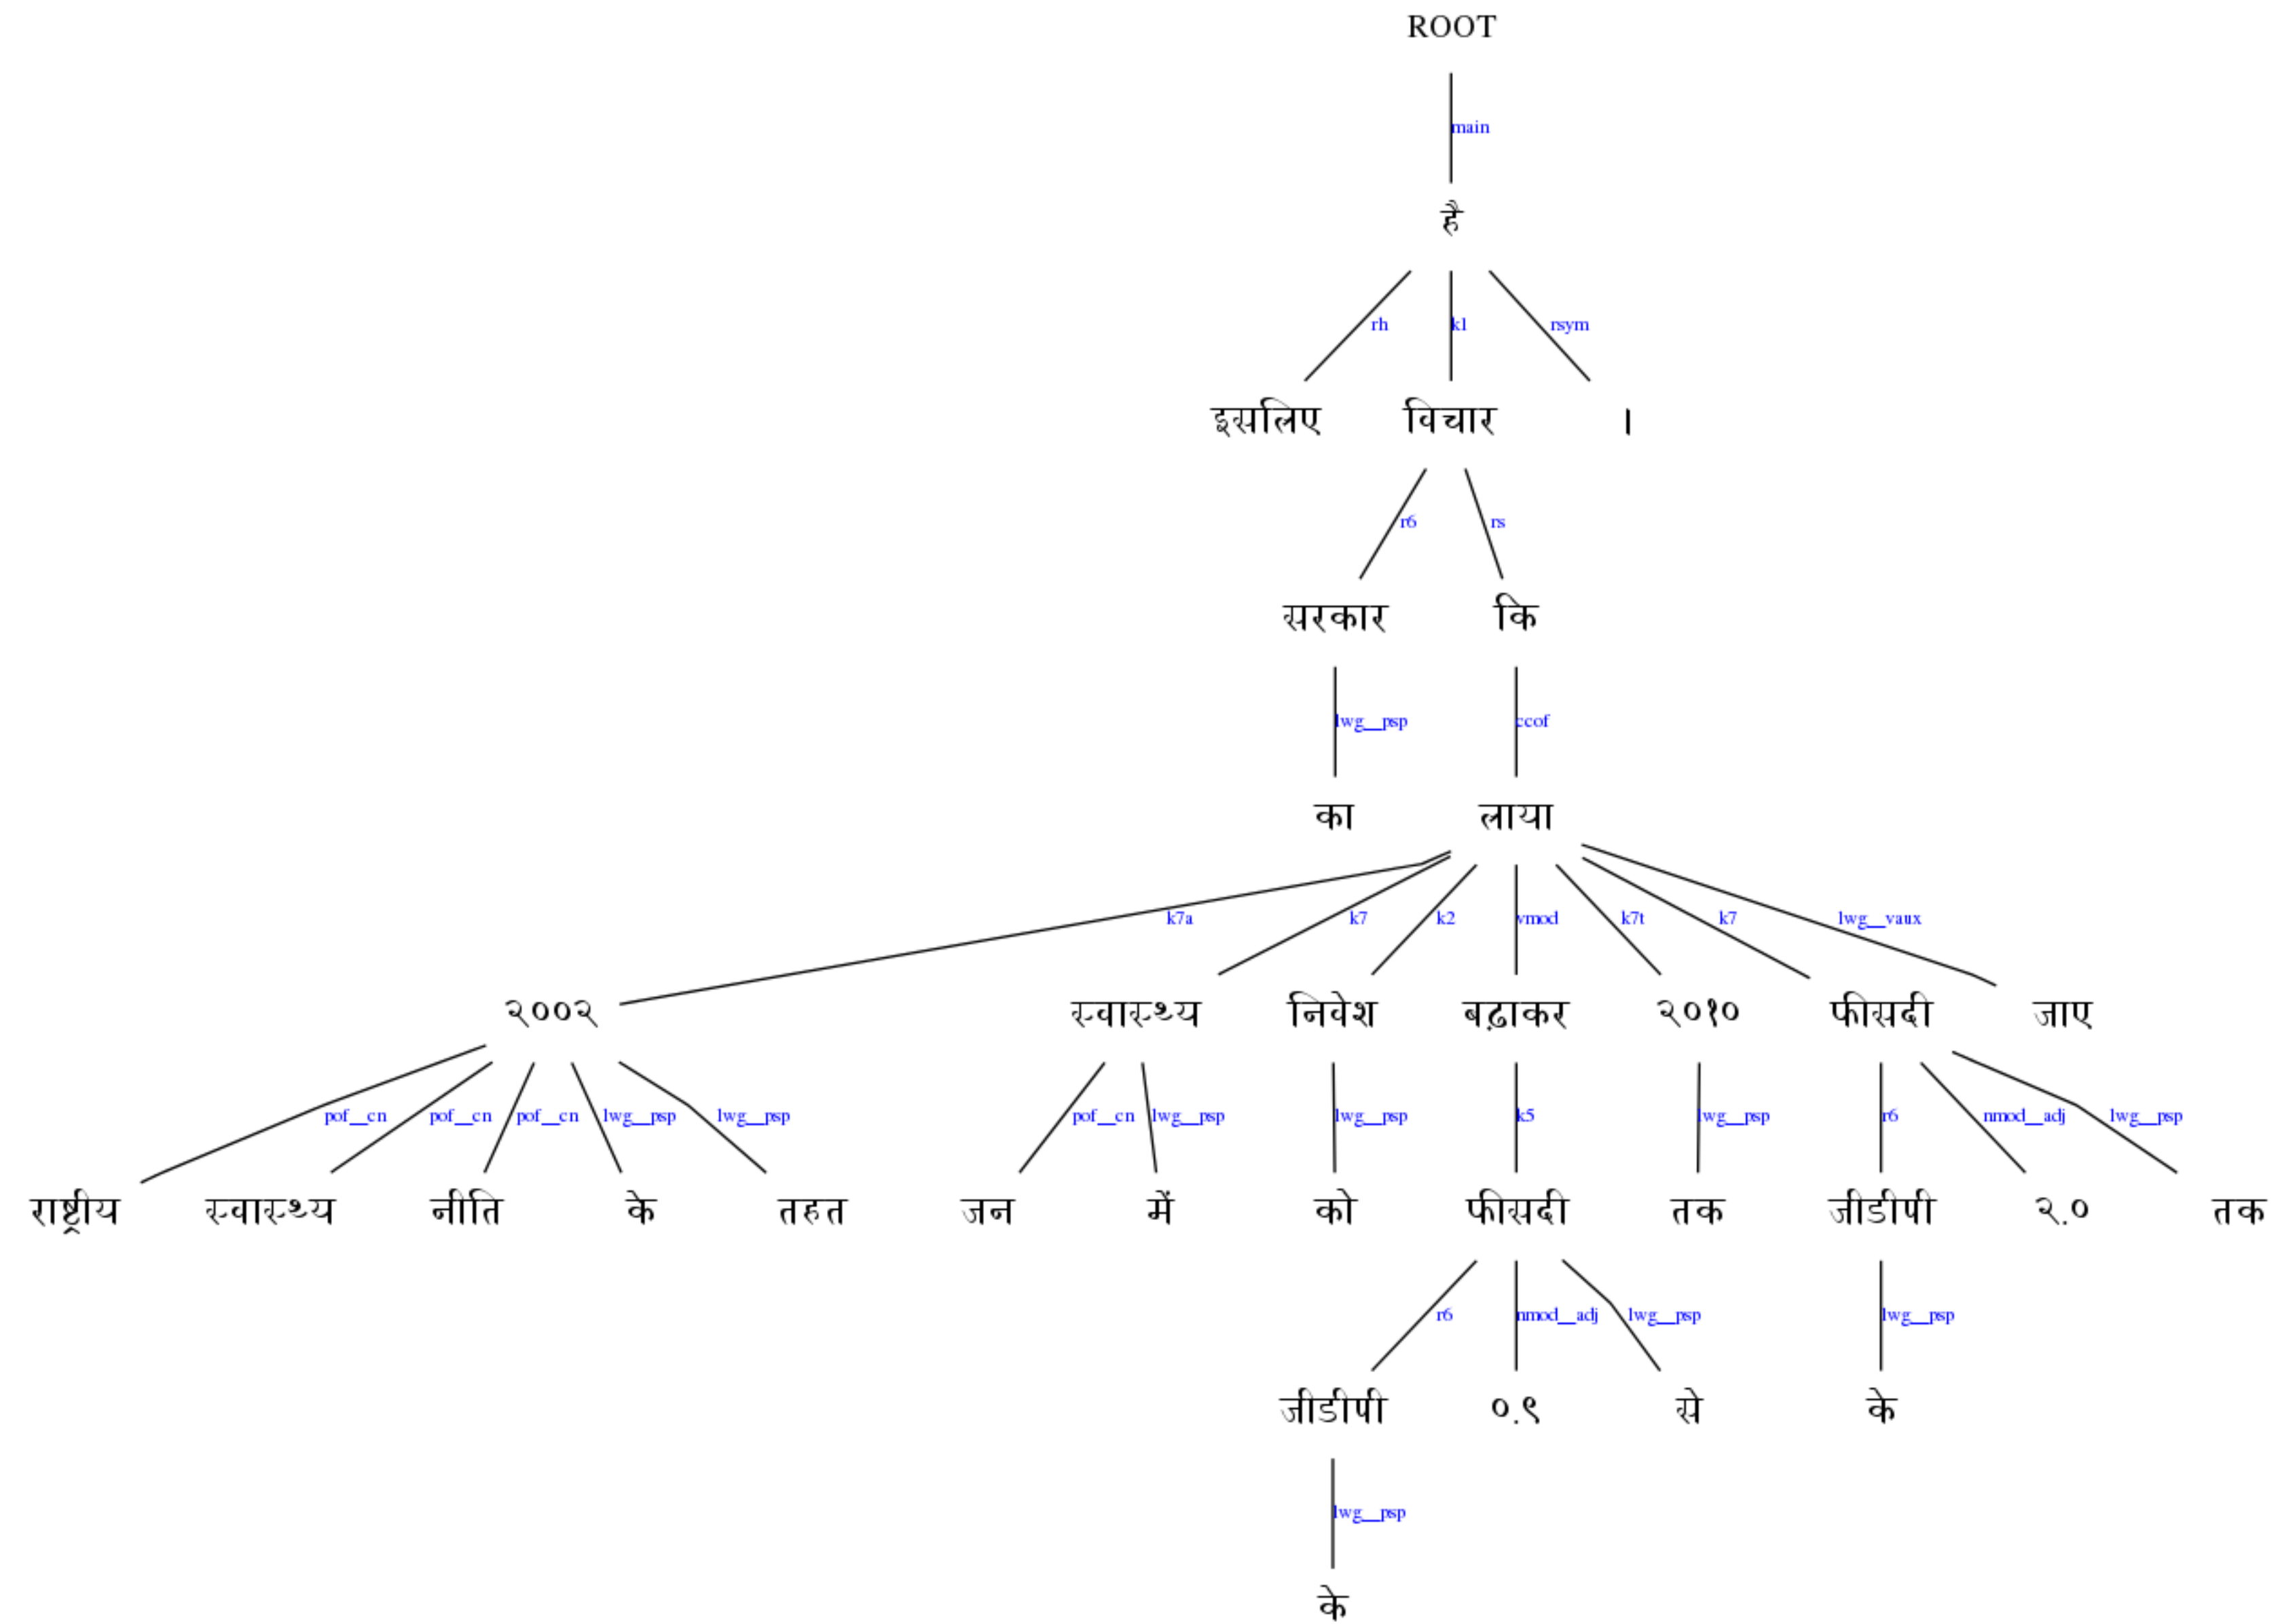 ROOT
main
है
rh k1 rsym
इसलिए विचार ।
r6 rs
सरकार कि
lwg__psp ccof
का लाया
k7a k7 k2 vmod k7t k7 lwg__vaux
२००२ स्वास्थ्य निवेश बढ़ाकर २०१० फीसदी जाए
pof__cn pof__cn pof__cn lwg__psp lwg__psp pof__cn lwg__psp lwg__psp k5 lwg__psp r6 nmod__adj lwg__psp
राष्ट्रीय स्वास्थ्य नीति के तहत जन में को फीसदी तक जीडीपी २.० तक
r6 nmod__adj lwg__psp lwg__psp
जीडीपी ०.९ से के
lwg__psp
के